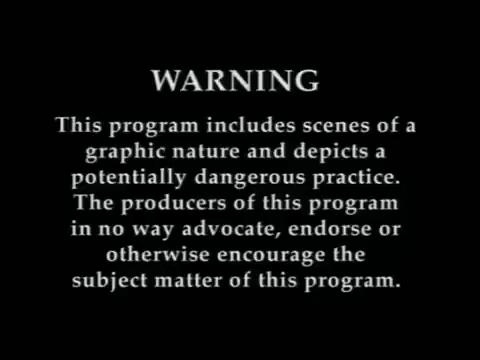 WARNING
This program includes scenes of a
graphic nature and depicts a
potentially dangerous practice.
The producers of this program
in no way advocate, endorse or
otherwise encourage the
subject matter of this program.